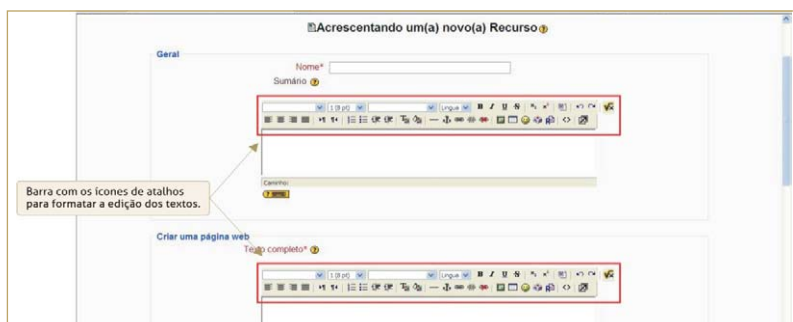 Acrescentando um(a) novo(a) Recurso
Geral
Nome*
Sumário
1 (8 pt) Língua B I U S
Caminho:
Barra com os ícones de atalhos
para formatar a edição dos textos.
Criar uma página web
Texto completo*
1 (8 pt) Língua B I U S